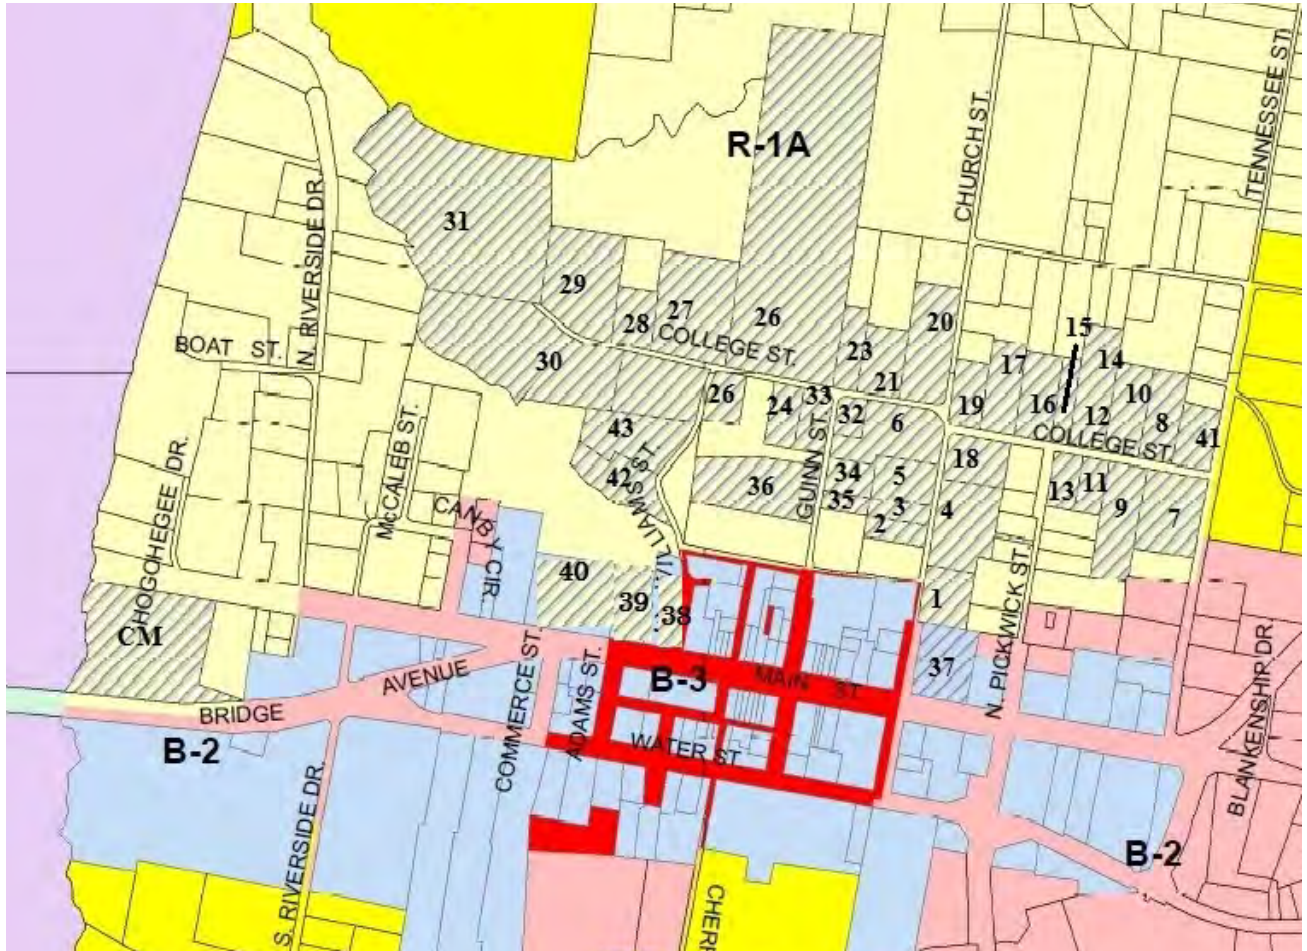 TENNESSEE ST.
R-1A
CHURCH ST.
31
N. RIVERSIDE DR.
29
28
27
26
20
COLLEGE ST.
23
15
17
14
BOAT ST.
30
21
10
26
24
33
32
6
19
16
12
8
41
COLLEGE ST.
43
McCALEB ST.
GUINN ST.
18
HOGOHEGEE DR.
42
36
34
35
5
3
2
4
13
11
9
7
CANBY CIR.
40
39
38
1
CM
N. PICKWICK ST.
37
AVENUE
COMMERCE ST.
ADAMS ST.
B-3
MAIN ST.
BRIDGE
B-2
WATER ST
BLANKENSHIP DR.
S. RIVERSIDE DR.
B-2